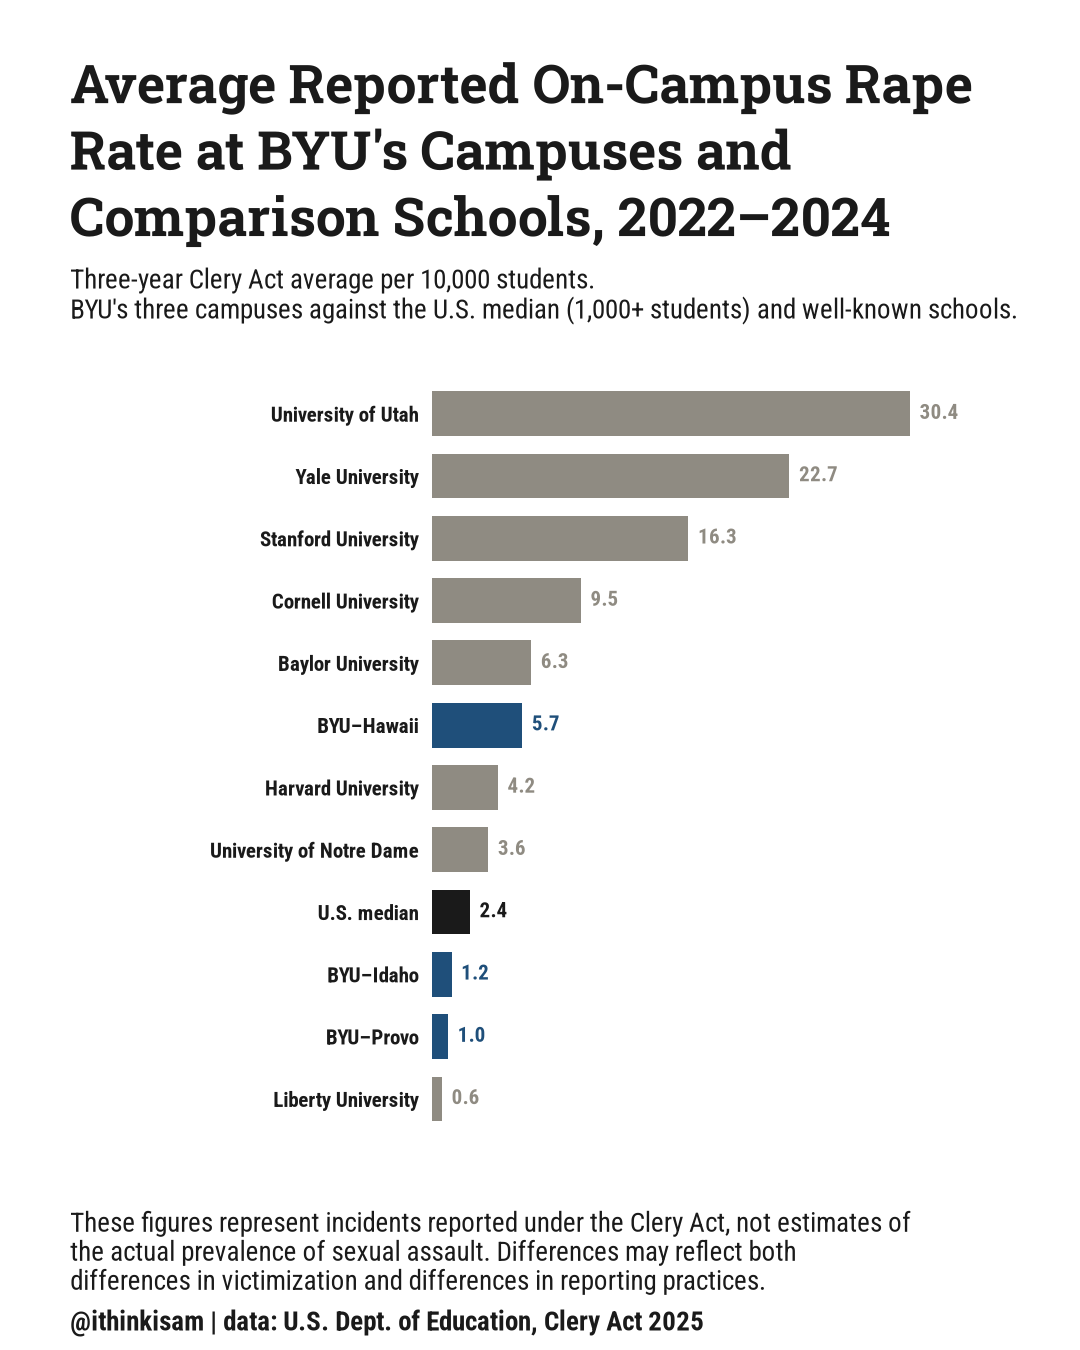 Average Reported On-Campus Rape
Rate at BYU's Campuses and
Comparison Schools, 2022–2024
Three-year Clery Act average per 10,000 students.
BYU's three campuses against the U.S. median (1,000+ students) and well-known schools.
University of Utah 30.4
Yale University 22.7
Stanford University 16.3
Cornell University 9.5
Baylor University 6.3
BYU–Hawaii 5.7
Harvard University 4.2
University of Notre Dame 3.6
U.S. median 2.4
BYU–Idaho 1.2
BYU–Provo 1.0
Liberty University 0.6
These figures represent incidents reported under the Clery Act, not estimates of
the actual prevalence of sexual assault. Differences may reflect both
differences in victimization and differences in reporting practices.
@ithinkisam | data: U.S. Dept. of Education, Clery Act 2025